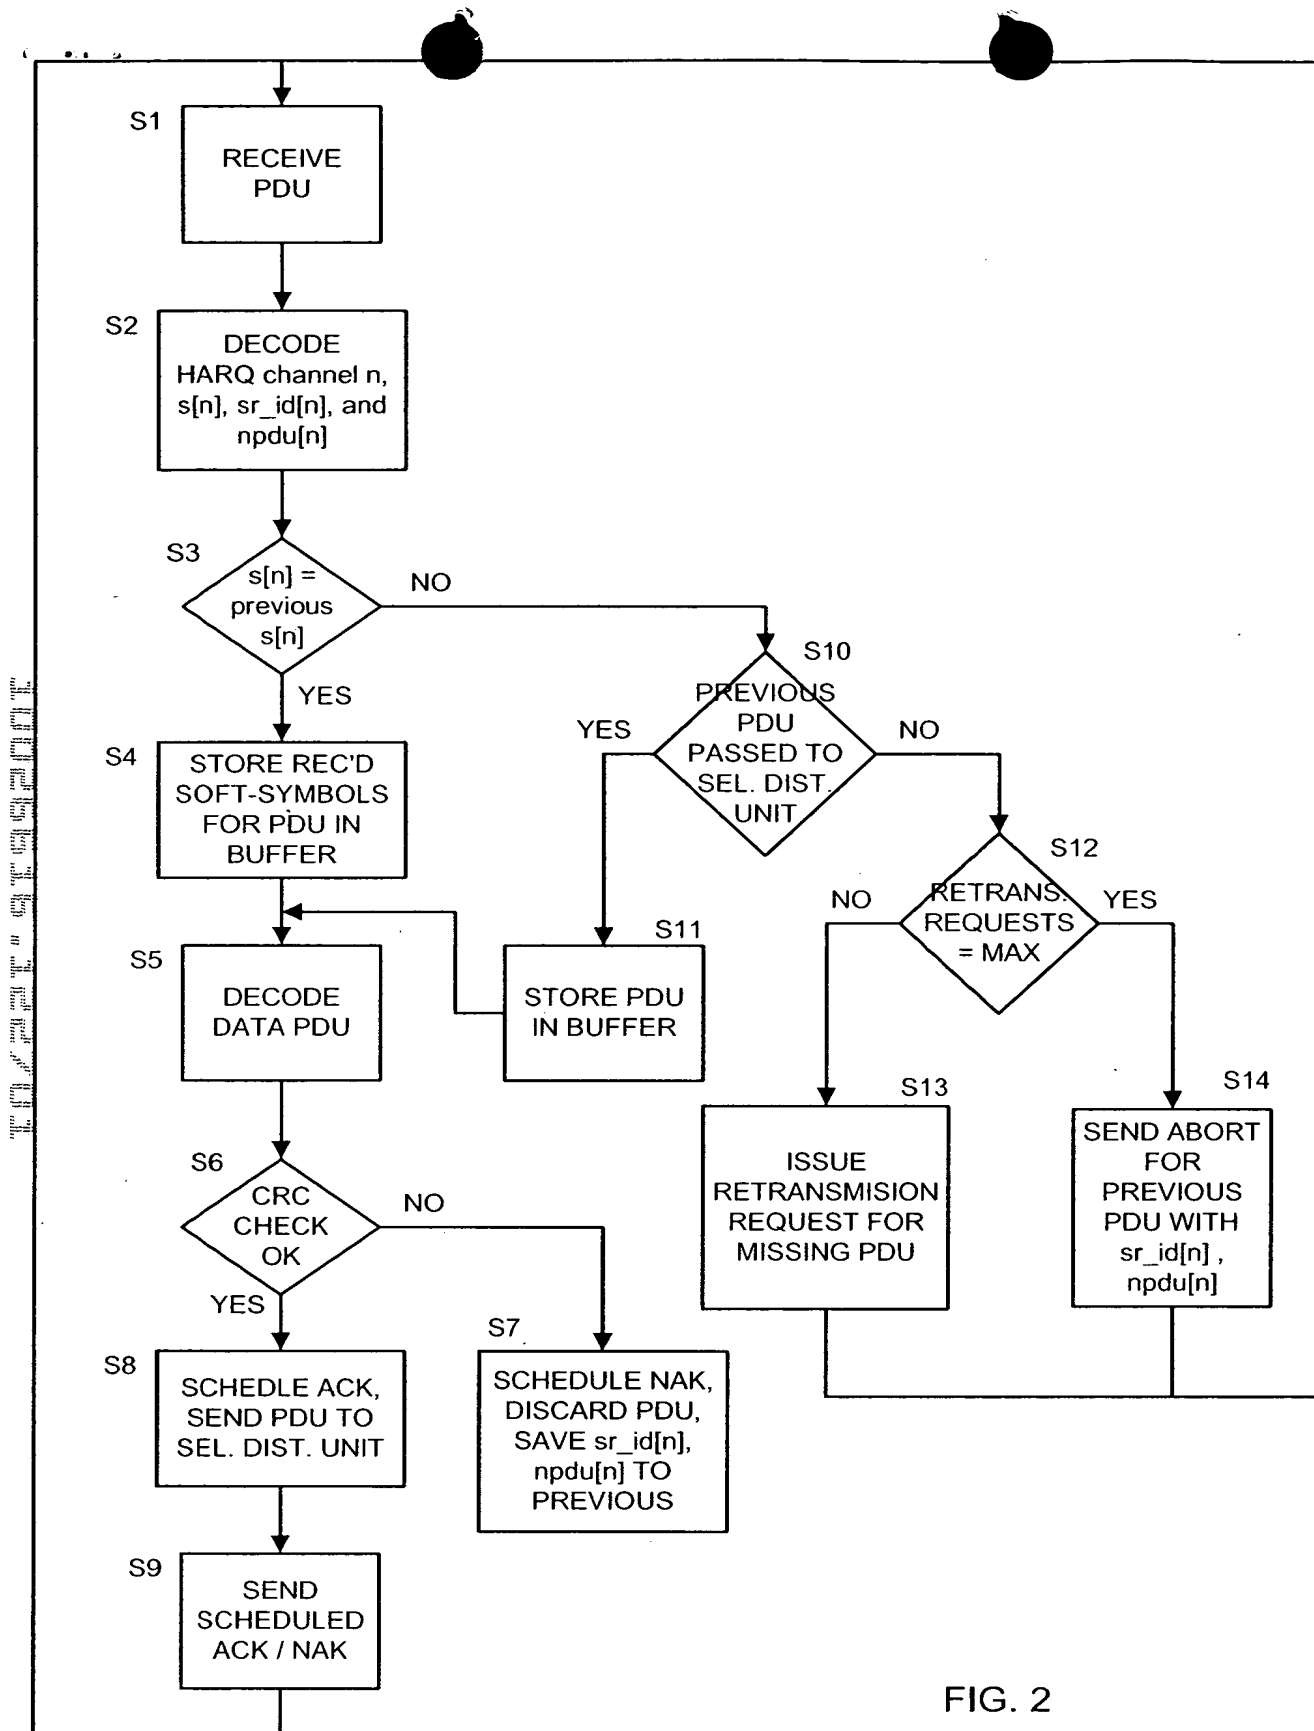 S1
RECEIVE
PDU
S2
DECODE
HARQ channel n,
s[n], sr_id[n], and
npdu[n]
S3
s[n] =
previous
s[n]
NO
YES
S10
PREVIOUS
PDU
PASSED TO
SEL. DIST.
UNIT
YES
NO
S4
STORE REC'D
SOFT-SYMBOLS
FOR PDU IN
BUFFER
S12
RETRANS.
REQUESTS
= MAX
NO
YES
S11
STORE PDU
IN BUFFER
S5
DECODE
DATA PDU
S13
ISSUE
RETRANSMISION
REQUEST FOR
MISSING PDU
S14
SEND ABORT
FOR
PREVIOUS
PDU WITH
sr_id[n] ,
npdu[n]
S6
CRC
CHECK
OK
NO
YES
S7
SCHEDULE NAK,
DISCARD PDU,
SAVE sr_id[n],
npdu[n] TO
PREVIOUS
S8
SCHEDLE ACK,
SEND PDU TO
SEL. DIST. UNIT
S9
SEND
SCHEDULED
ACK / NAK
FIG. 2